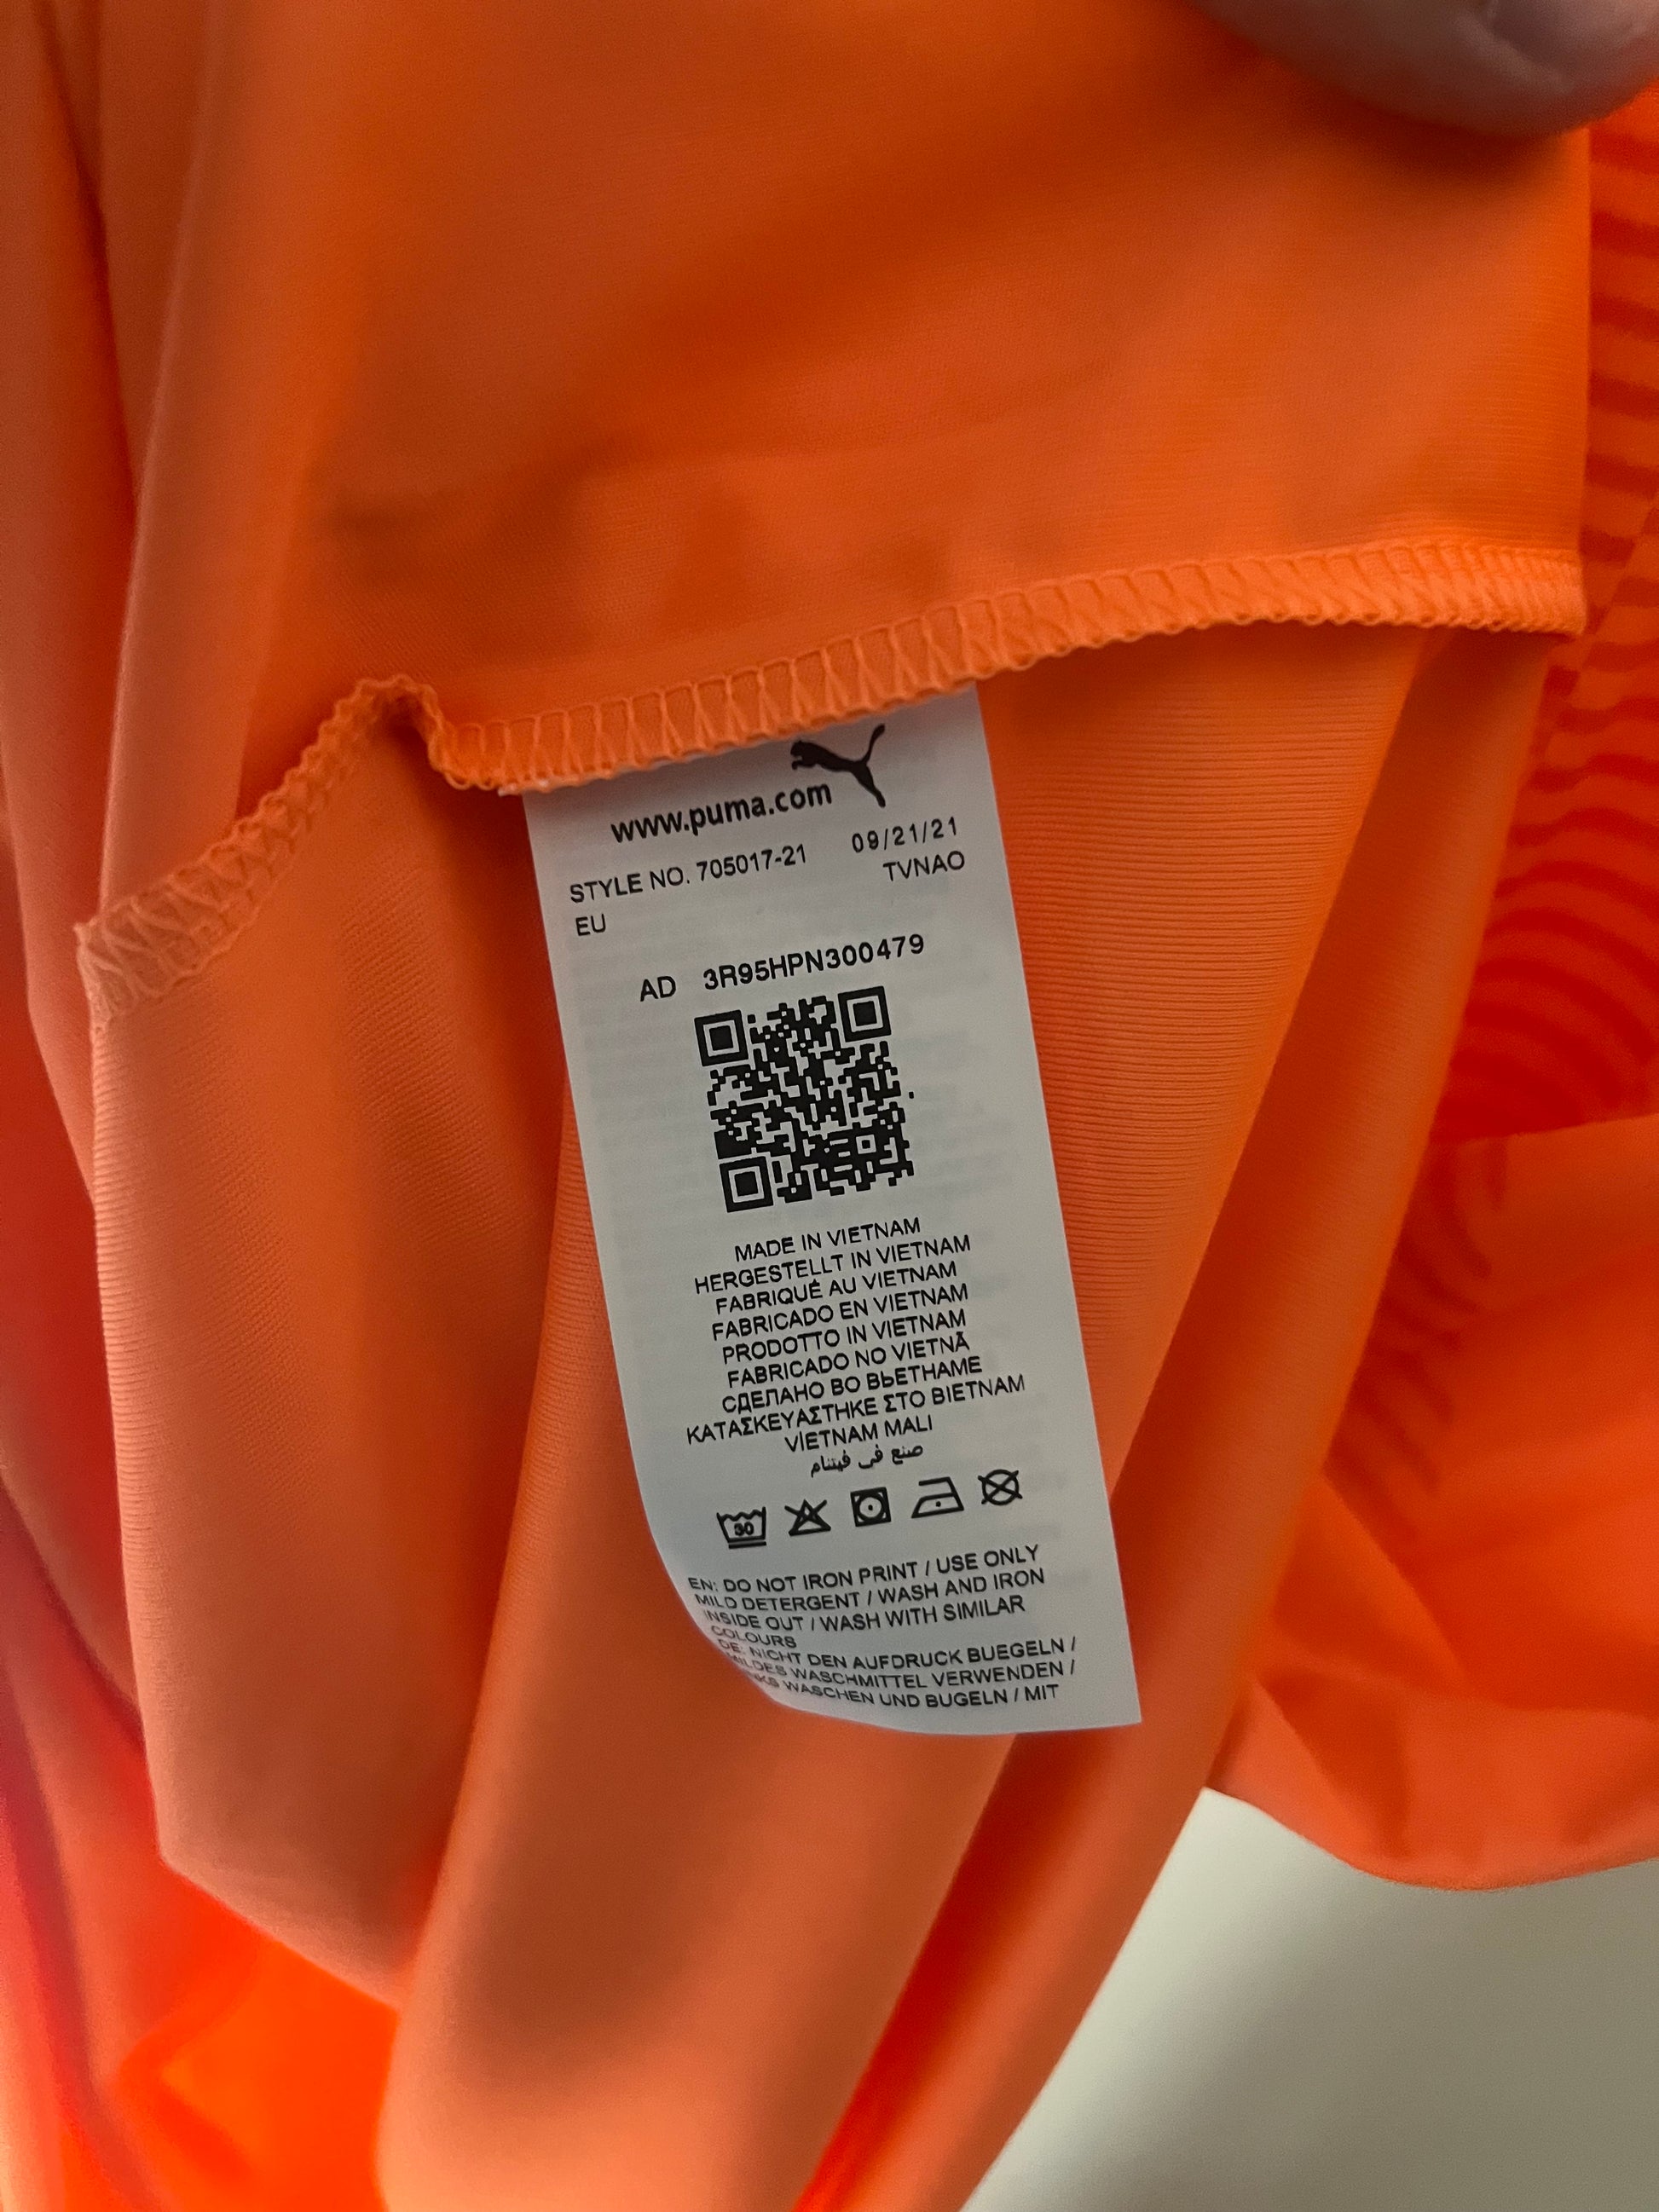 www.puma.com
STYLE NO. 705017-21 09/21/21
EU TVNAO
AD 3R95HPN300479
MADE IN VIETNAM
HERGESTELLT IN VIETNAM
FABRIQUÉ AU VIETNAM
FABRICADO EN VIETNAM
PRODOTTO IN VIETNAM
FABRICADO NO VIETNÃ
СДЕЛАНО ВО ВЬЕТНАМЕ
ΚΑΤΑΣΚΕΥΑΣΤΗΚΕ ΣΤΟ ΒΙΕΤΝΑΜ
VİETNAM MALI
صنع في فيتنام
30
EN: DO NOT IRON PRINT / USE ONLY
MILD DETERGENT / WASH AND IRON
INSIDE OUT / WASH WITH SIMILAR
COLOURS
DE: NICHT DEN AUFDRUCK BUEGELN /
MILDES WASCHMITTEL VERWENDEN /
WASCHEN UND BUGELN / MIT